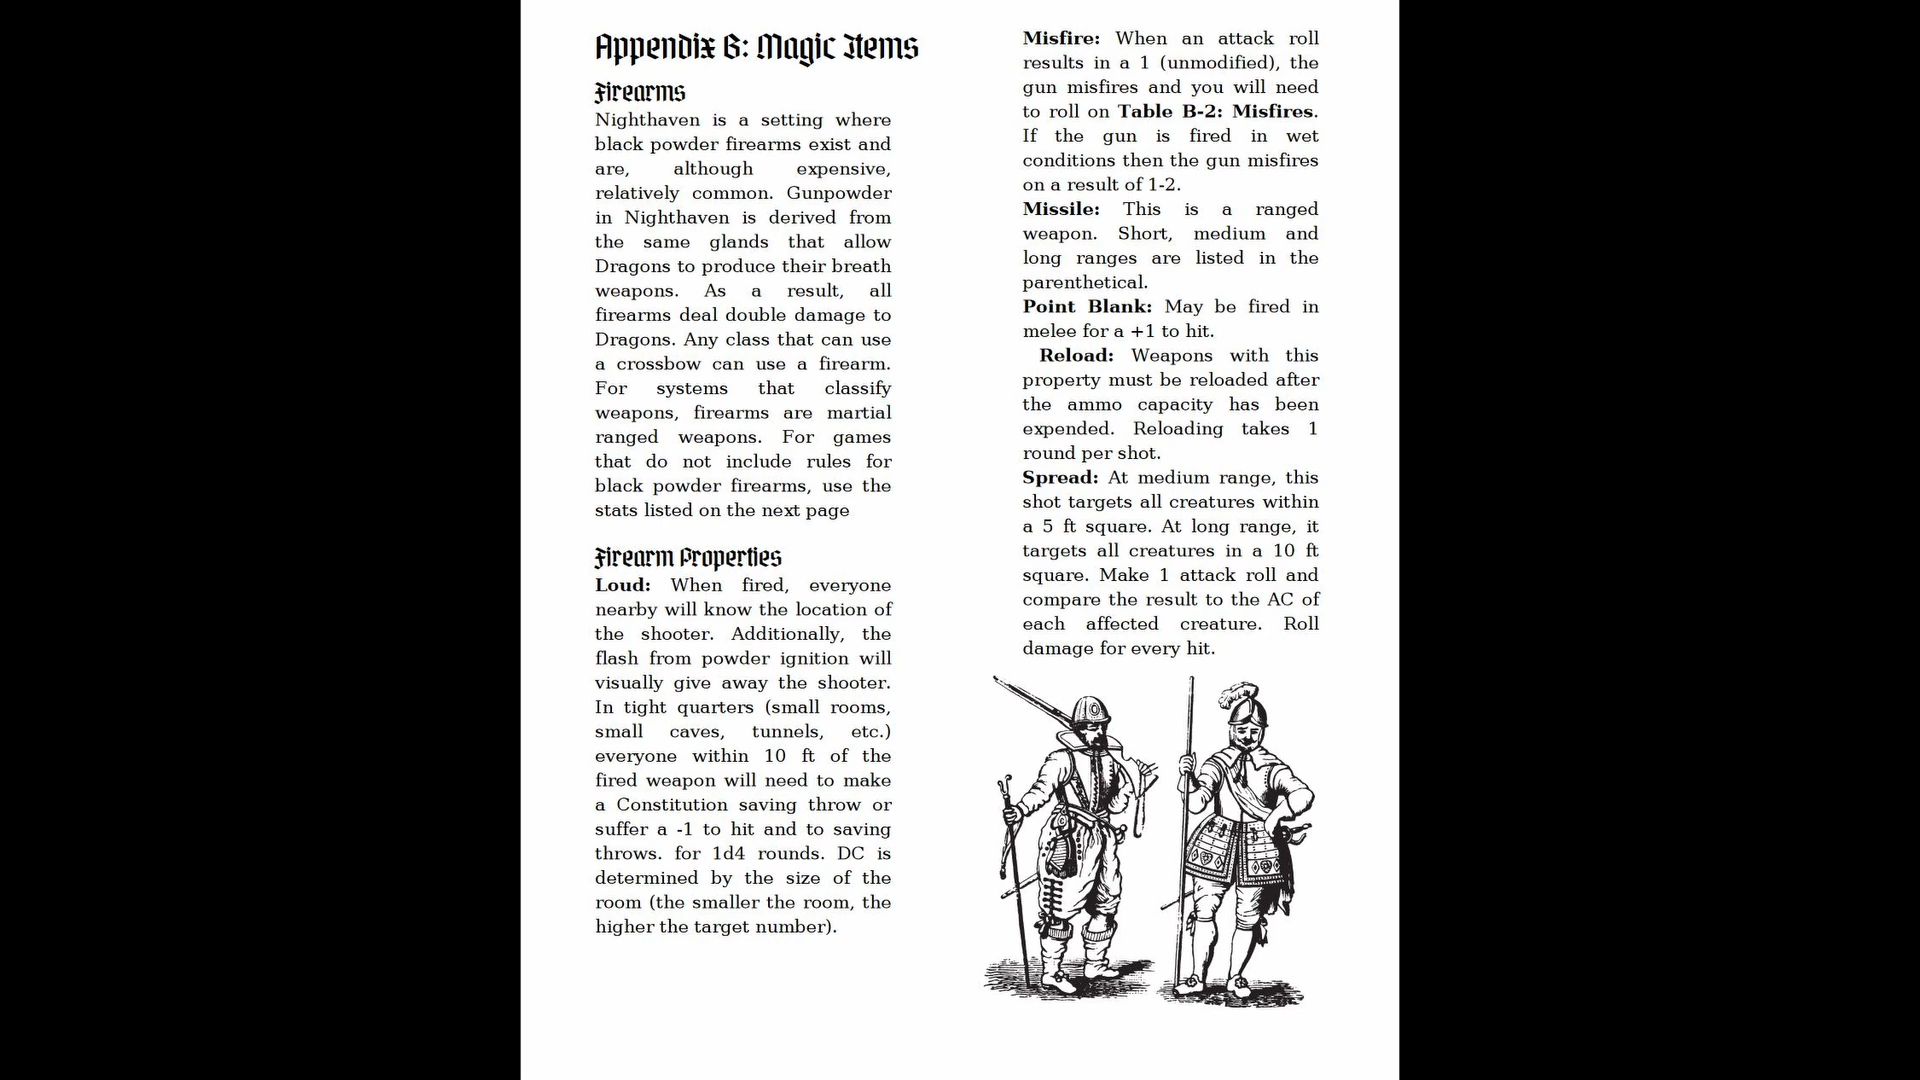 Appendix B: Magic Items
Firearms
Nighthaven is a setting where
black powder firearms exist and
are, although expensive,
relatively common. Gunpowder
in Nighthaven is derived from
the same glands that allow
Dragons to produce their breath
weapons. As a result, all
firearms deal double damage to
Dragons. Any class that can use
a crossbow can use a firearm.
For systems that classify
weapons, firearms are martial
ranged weapons. For games
that do not include rules for
black powder firearms, use the
stats listed on the next page
Firearm Properties
Loud: When fired, everyone
nearby will know the location of
the shooter. Additionally, the
flash from powder ignition will
visually give away the shooter.
In tight quarters (small rooms,
small caves, tunnels, etc.)
everyone within 10 ft of the
fired weapon will need to make
a Constitution saving throw or
suffer a -1 to hit and to saving
throws. for 1d4 rounds. DC is
determined by the size of the
room (the smaller the room, the
higher the target number).
Misfire: When an attack roll
results in a 1 (unmodified), the
gun misfires and you will need
to roll on Table B-2: Misfires.
If the gun is fired in wet
conditions then the gun misfires
on a result of 1-2.
Missile: This is a ranged
weapon. Short, medium and
long ranges are listed in the
parenthetical.
Point Blank: May be fired in
melee for a +1 to hit.
Reload: Weapons with this
property must be reloaded after
the ammo capacity has been
expended. Reloading takes 1
round per shot.
Spread: At medium range, this
shot targets all creatures within
a 5 ft square. At long range, it
targets all creatures in a 10 ft
square. Make 1 attack roll and
compare the result to the AC of
each affected creature. Roll
damage for every hit.